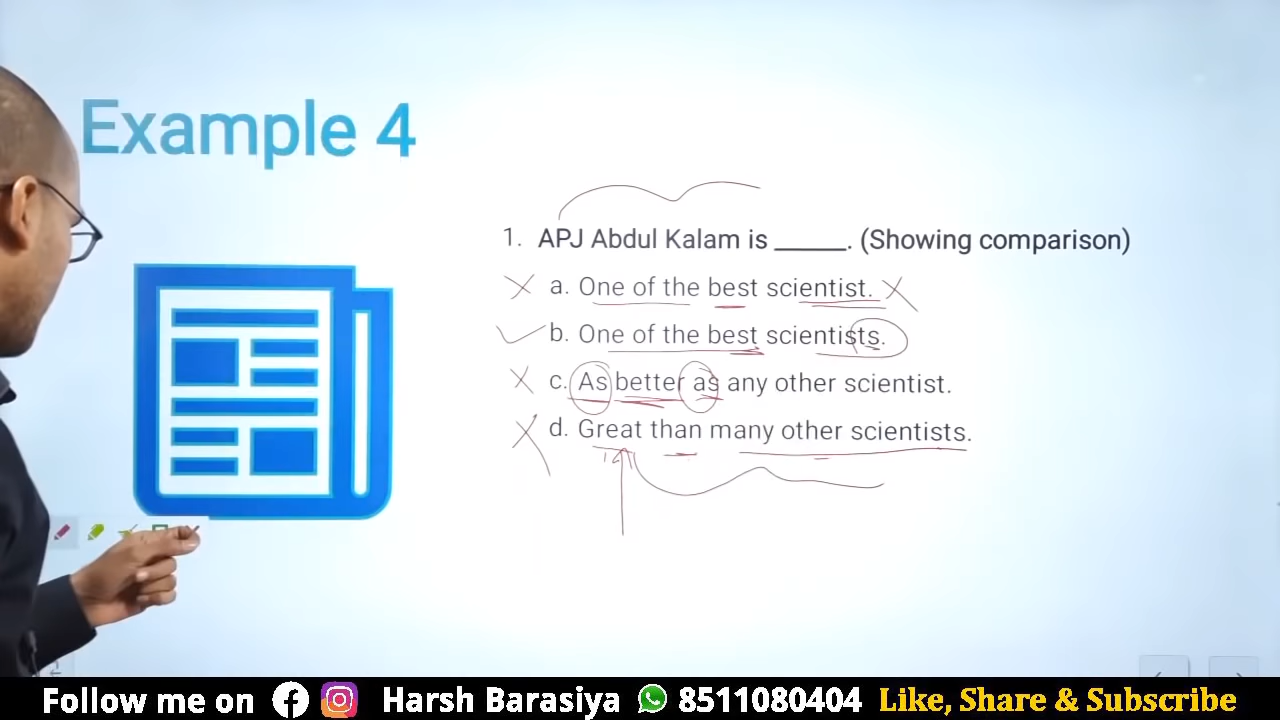 Example 4
1. APJ Abdul Kalam is _____. (Showing comparison)
a. One of the best scientist.
b. One of the best scientists.
c. As better as any other scientist.
d. Great than many other scientists.
Follow me on Harsh Barasiya 8511080404 Like, Share & Subscribe